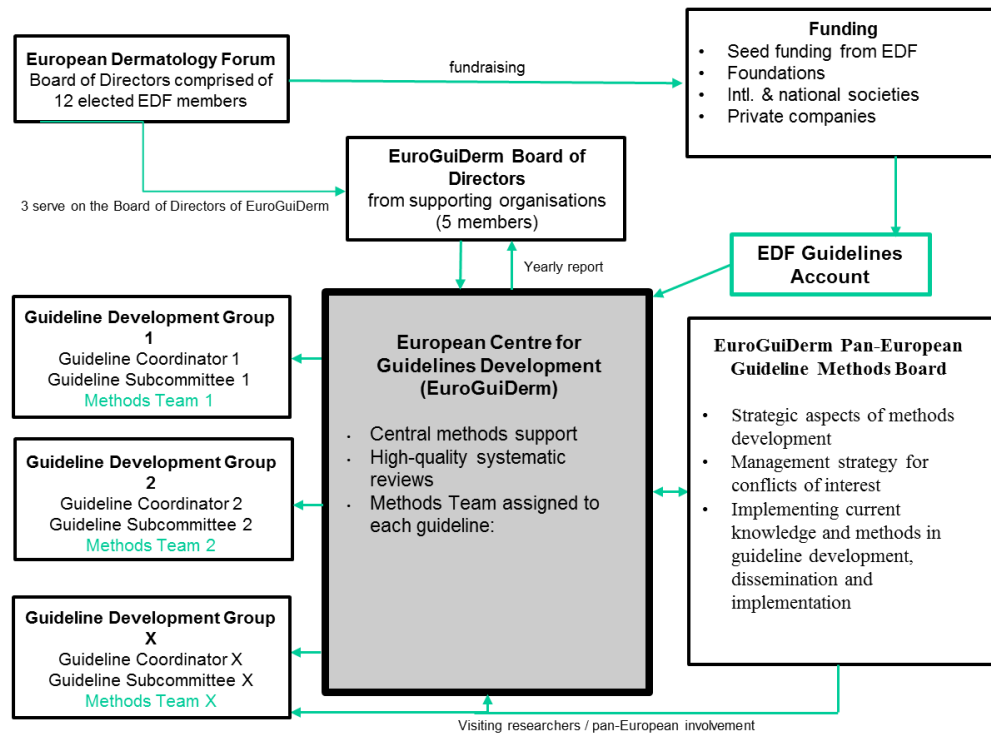 European Dermatology Forum
Board of Directors comprised of
12 elected EDF members
fundraising
Funding
• Seed funding from EDF
• Foundations
• Intl. & national societies
• Private companies
EuroGuiDerm Board of
Directors
from supporting organisations
(5 members)
3 serve on the Board of Directors of EuroGuiDerm
Yearly report
EDF Guidelines
Account
Guideline Development Group
1
Guideline Coordinator 1
Guideline Subcommittee 1
Methods Team 1
European Centre for
Guidelines Development
(EuroGuiDerm)
· Central methods support
· High-quality systematic
reviews
· Methods Team assigned to
each guideline:
EuroGuiDerm Pan-European
Guideline Methods Board
• Strategic aspects of methods
development
• Management strategy for
conflicts of interest
• Implementing current
knowledge and methods in
guideline development,
dissemination and
implementation
Guideline Development Group
2
Guideline Coordinator 2
Guideline Subcommittee 2
Methods Team 2
Guideline Development Group
X
Guideline Coordinator X
Guideline Subcommittee X
Methods Team X
Visiting researchers / pan-European involvement